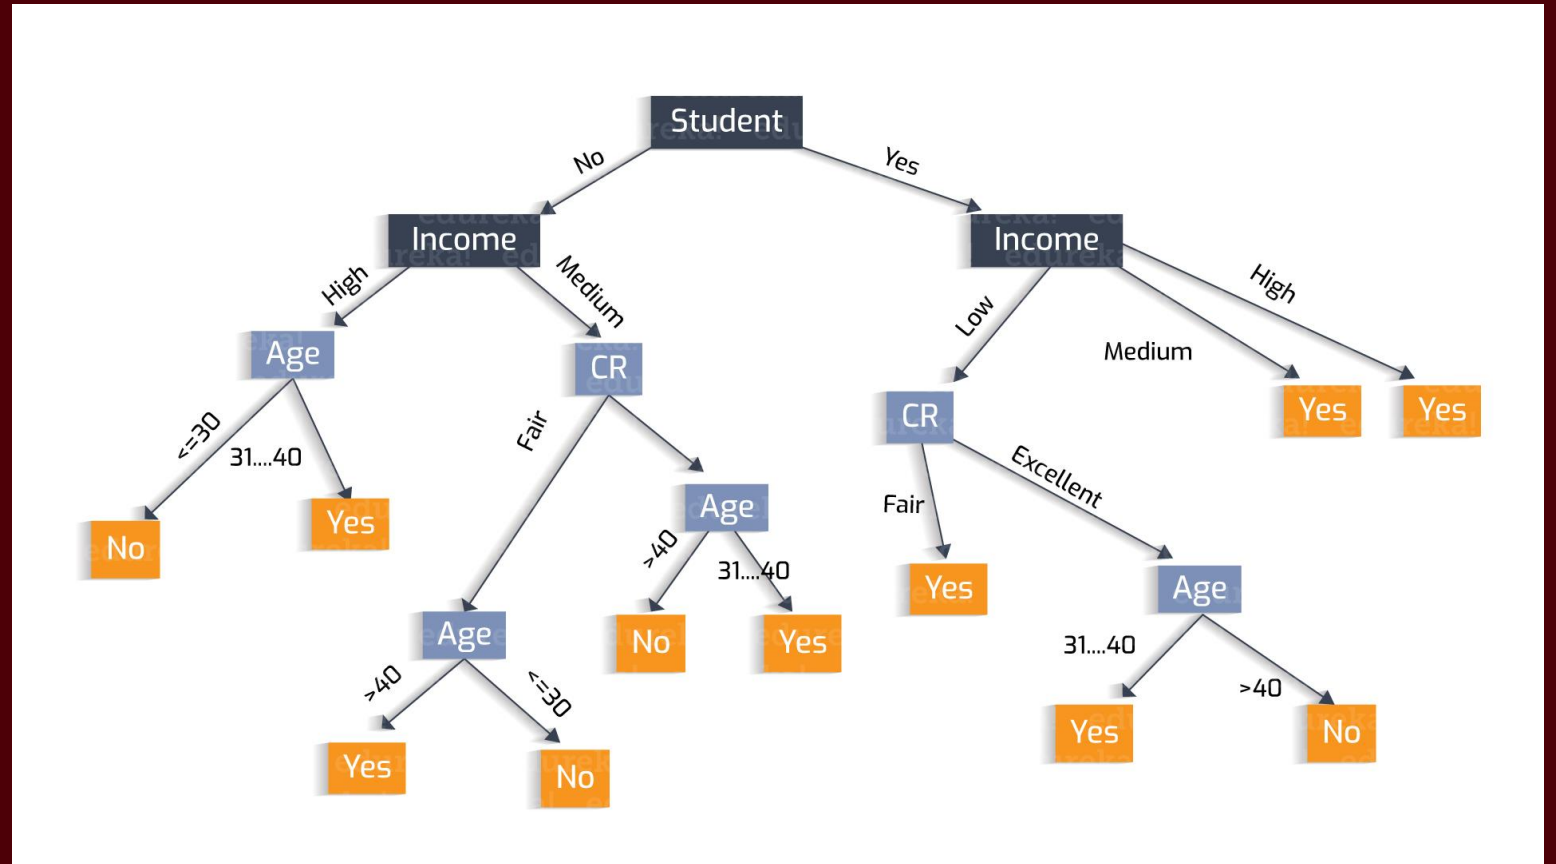 Student
No
Yes
Income
Income
High
Medium
Low
Medium
High
Age
CR
CR
Yes
Yes
<=30
31....40
Fair
Fair
Excellent
No
Yes
Age
>40
31....40
Yes
Age
Age
No
Yes
31....40
>40
>40
<=30
Yes
No
Yes
No
edureka!